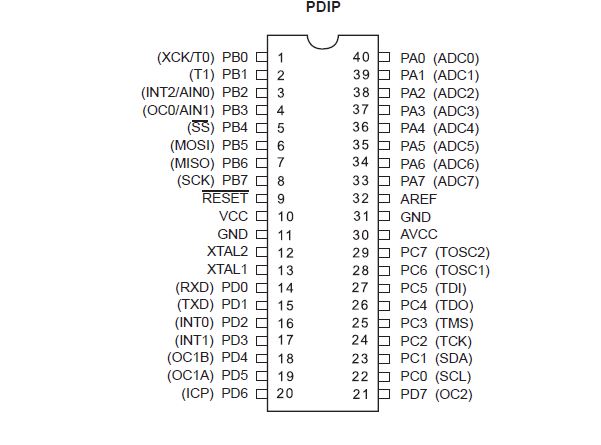 PDIP
(XCK/T0) PB0 1 40 PA0 (ADC0)
(T1) PB1 2 39 PA1 (ADC1)
(INT2/AIN0) PB2 3 38 PA2 (ADC2)
(OC0/AIN1) PB3 4 37 PA3 (ADC3)
(S̅S̅) PB4 5 36 PA4 (ADC4)
(MOSI) PB5 6 35 PA5 (ADC5)
(MISO) PB6 7 34 PA6 (ADC6)
(SCK) PB7 8 33 PA7 (ADC7)
R̅E̅S̅E̅T̅ 9 32 AREF
VCC 10 31 GND
GND 11 30 AVCC
XTAL2 12 29 PC7 (TOSC2)
XTAL1 13 28 PC6 (TOSC1)
(RXD) PD0 14 27 PC5 (TDI)
(TXD) PD1 15 26 PC4 (TDO)
(INT0) PD2 16 25 PC3 (TMS)
(INT1) PD3 17 24 PC2 (TCK)
(OC1B) PD4 18 23 PC1 (SDA)
(OC1A) PD5 19 22 PC0 (SCL)
(ICP) PD6 20 21 PD7 (OC2)